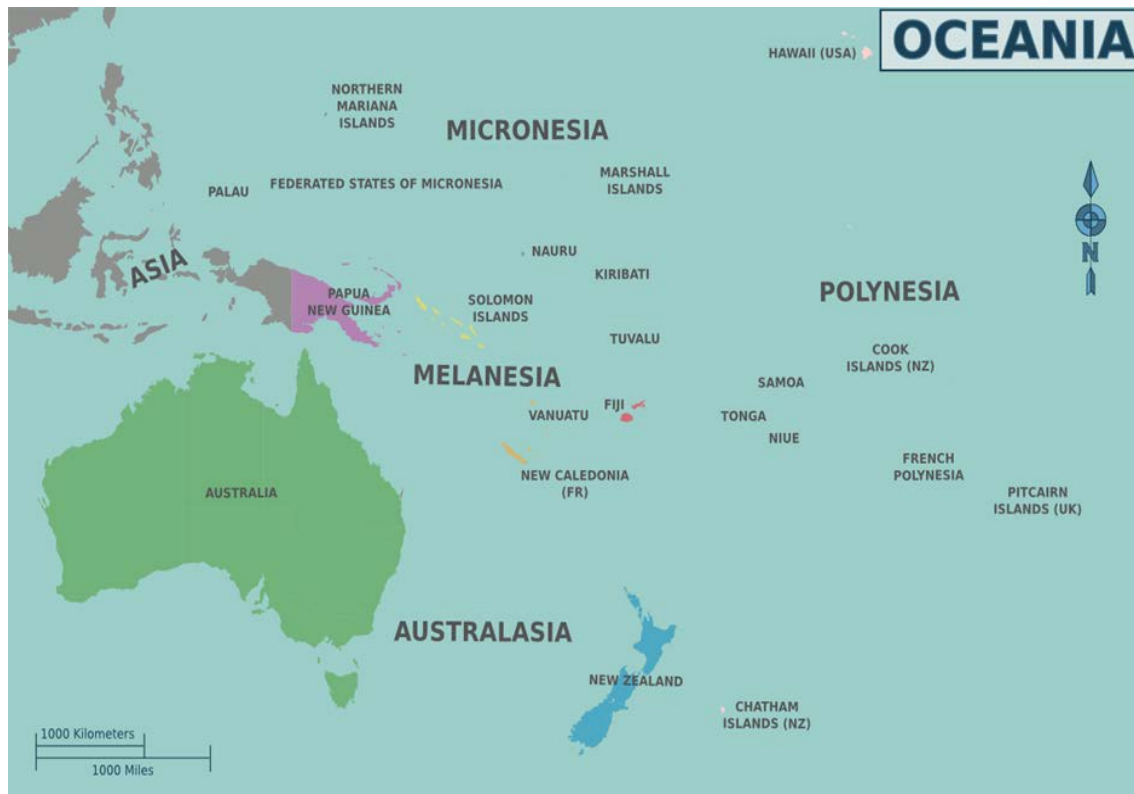 OCEANIA
HAWAII (USA)
NORTHERN
MARIANA
ISLANDS
MICRONESIA
MARSHALL
ISLANDS
FEDERATED STATES OF MICRONESIA
PALAU
N
NAURU
ASIA
KIRIBATI
POLYNESIA
PAPUA
NEW GUINEA
SOLOMON
ISLANDS
TUVALU
COOK
ISLANDS (NZ)
MELANESIA
SAMOA
FIJI
VANUATU
TONGA
NIUE
FRENCH
POLYNESIA
NEW CALEDONIA
(FR)
AUSTRALIA
PITCAIRN
ISLANDS (UK)
AUSTRALASIA
NEW ZEALAND
CHATHAM
ISLANDS (NZ)
1000 Kilometers
1000 Miles